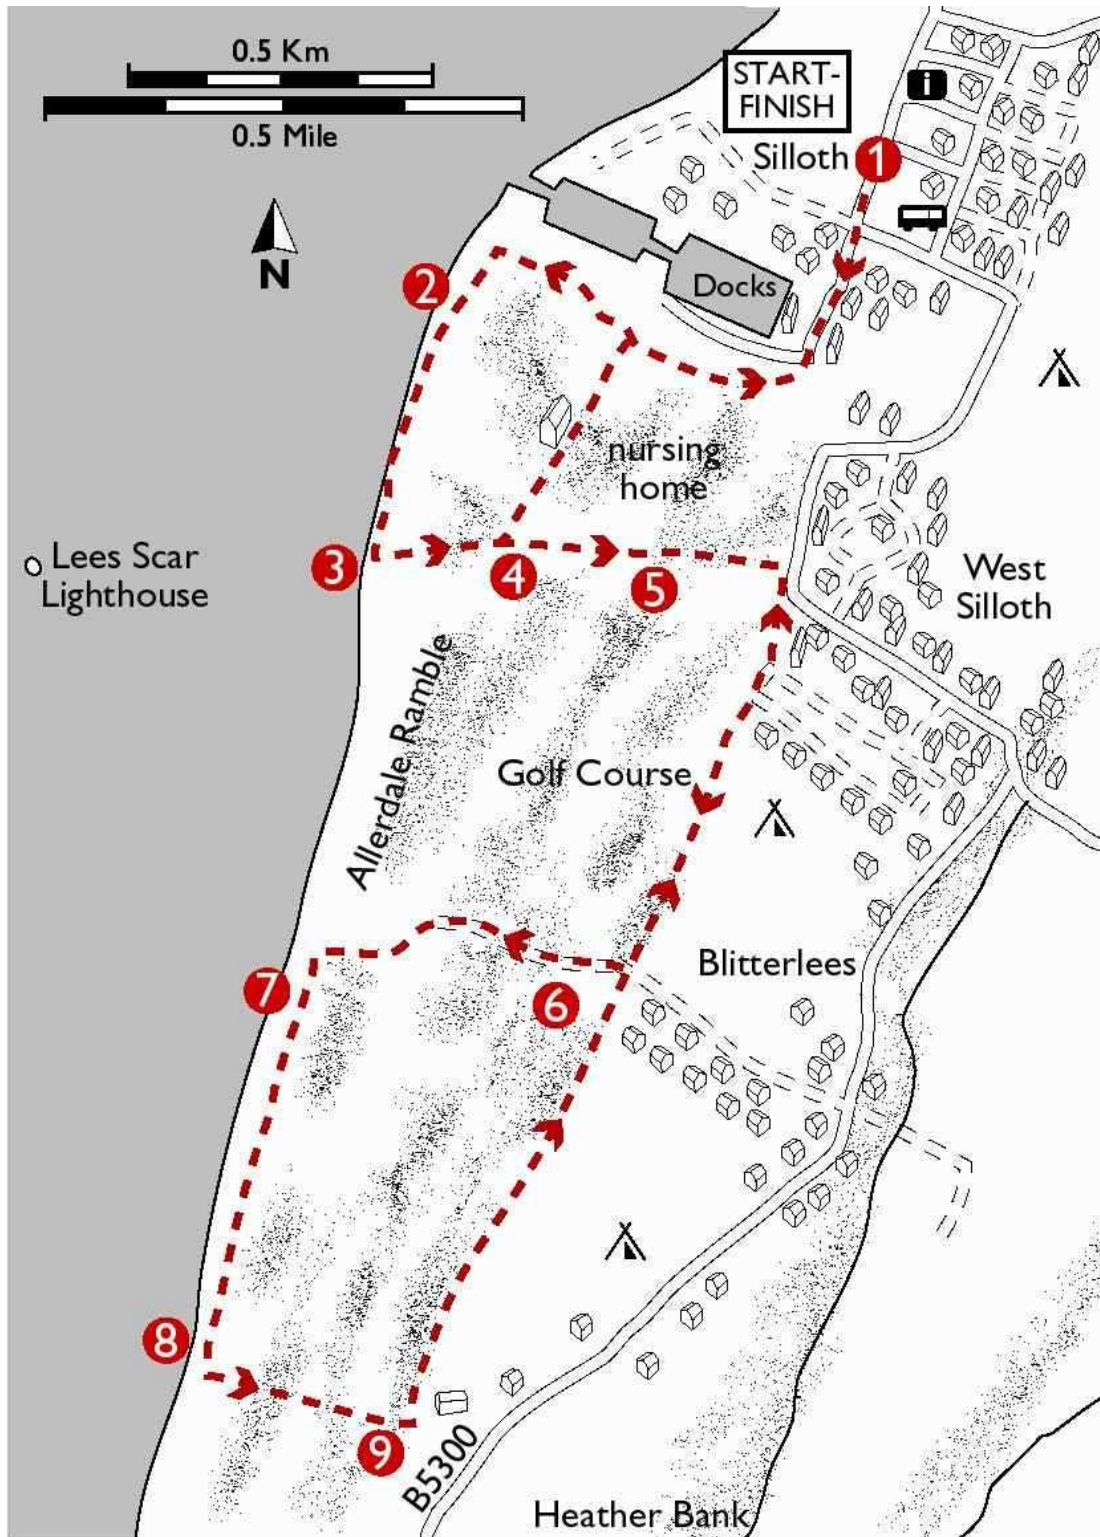 0.5 Km
0.5 Mile
N
START-
FINISH
i
Silloth 1
2
Docks
nursing
home
3
Lees Scar
Lighthouse
4
5
West
Silloth
Allerdale Ramble
Golf Course
Blitterlees
6
7
8
9
B5300
Heather Bank